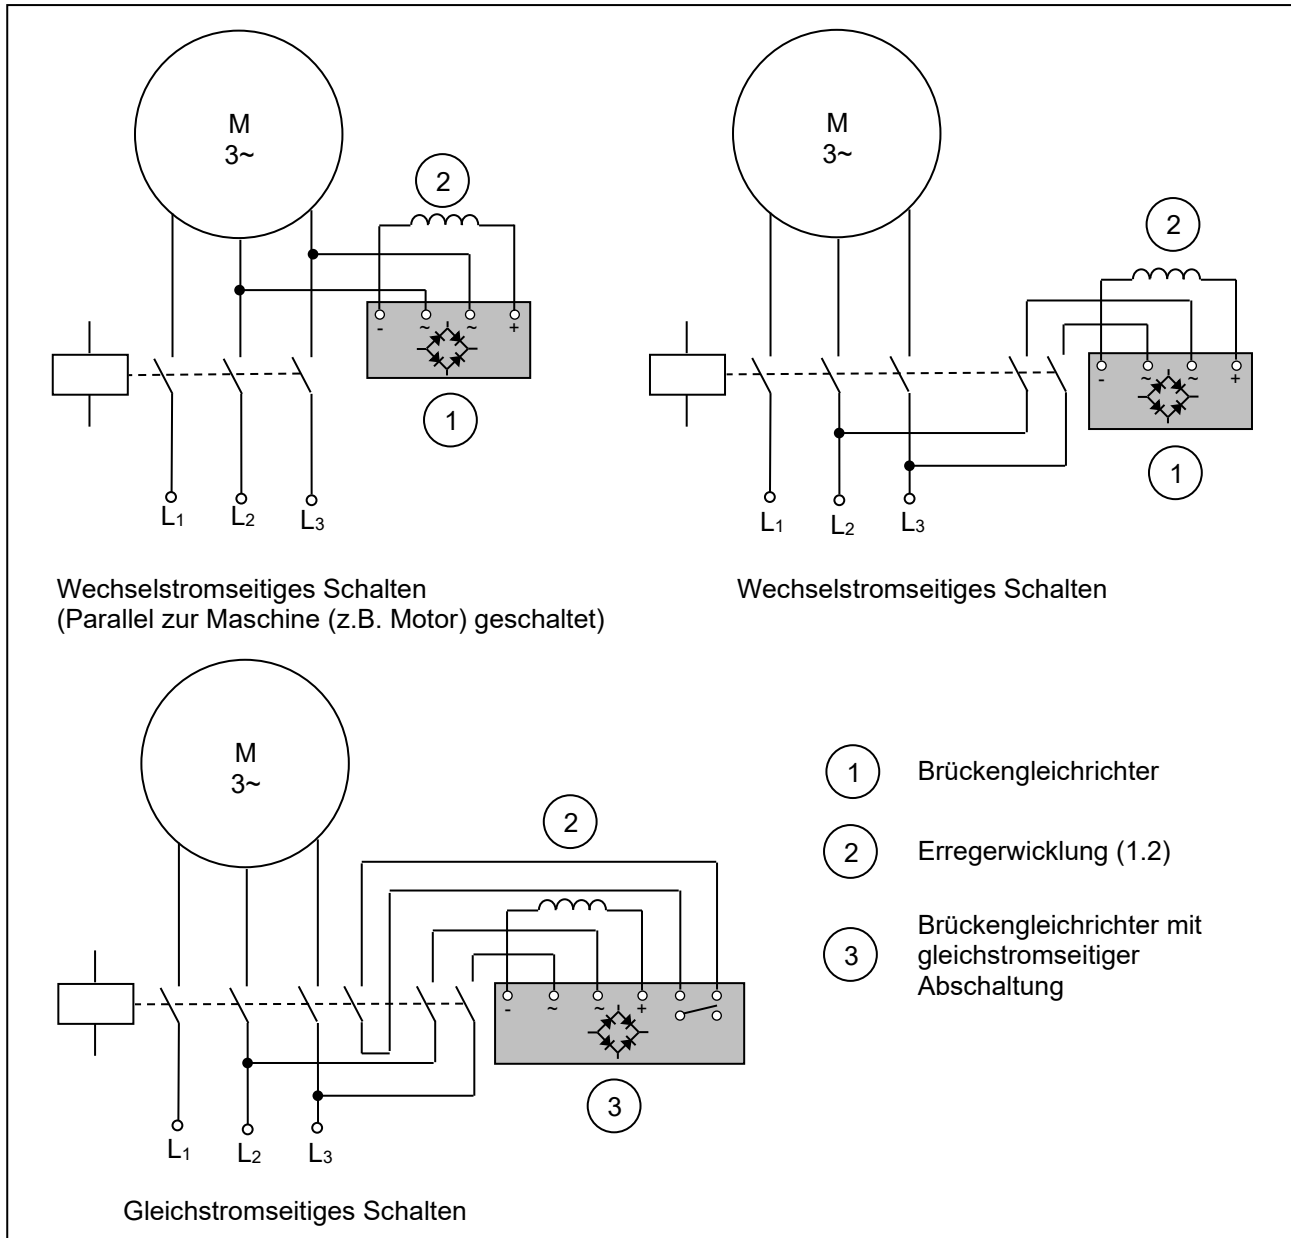 M
3~
2
- ~ ~ +
1
L1 L2 L3
Wechselstromseitiges Schalten
(Parallel zur Maschine (z.B. Motor) geschaltet)
M
3~
2
- ~ ~ +
1
L1 L2 L3
Wechselstromseitiges Schalten
M
3~
2
- ~ ~ +
3
L1 L2 L3
Gleichstromseitiges Schalten
1 Brückengleichrichter
2 Erregerwicklung (1.2)
3 Brückengleichrichter mit
gleichstromseitiger
Abschaltung